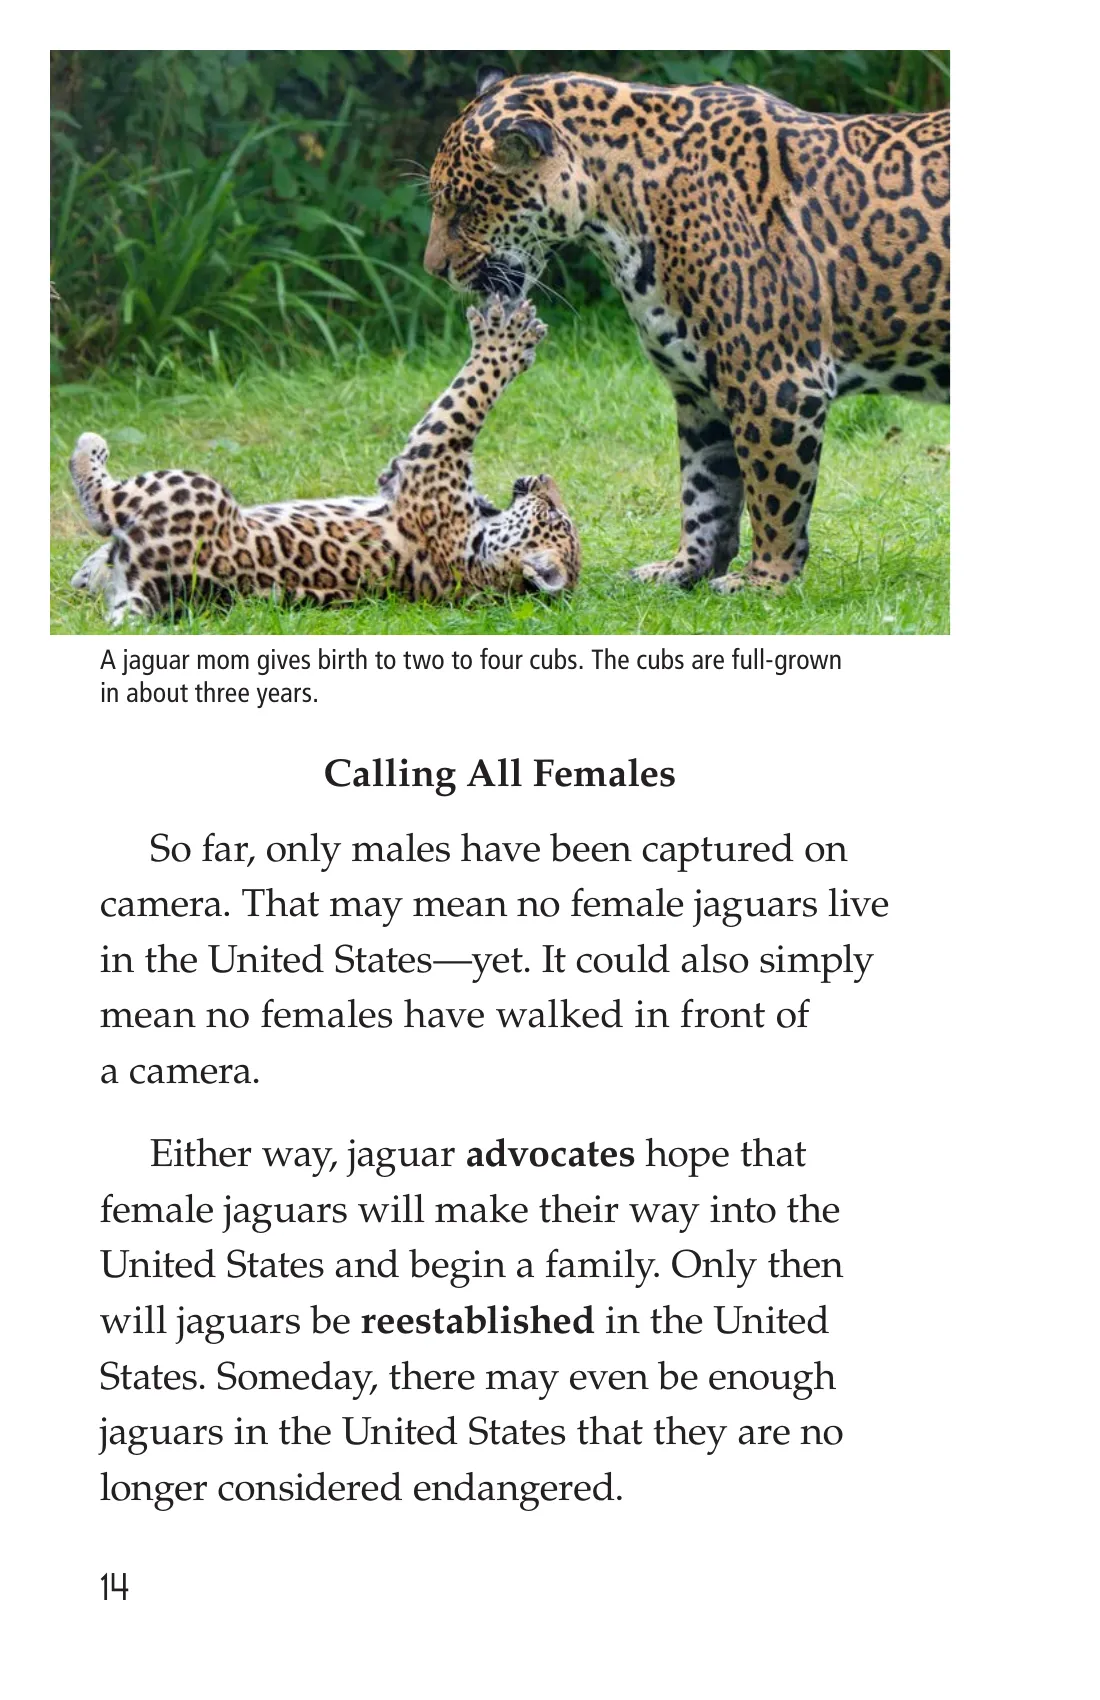 A jaguar mom gives birth to two to four cubs. The cubs are full-grown
in about three years.
Calling All Females
So far, only males have been captured on
camera. That may mean no female jaguars live
in the United States—yet. It could also simply
mean no females have walked in front of
a camera.
Either way, jaguar advocates hope that
female jaguars will make their way into the
United States and begin a family. Only then
will jaguars be reestablished in the United
States. Someday, there may even be enough
jaguars in the United States that they are no
longer considered endangered.
14